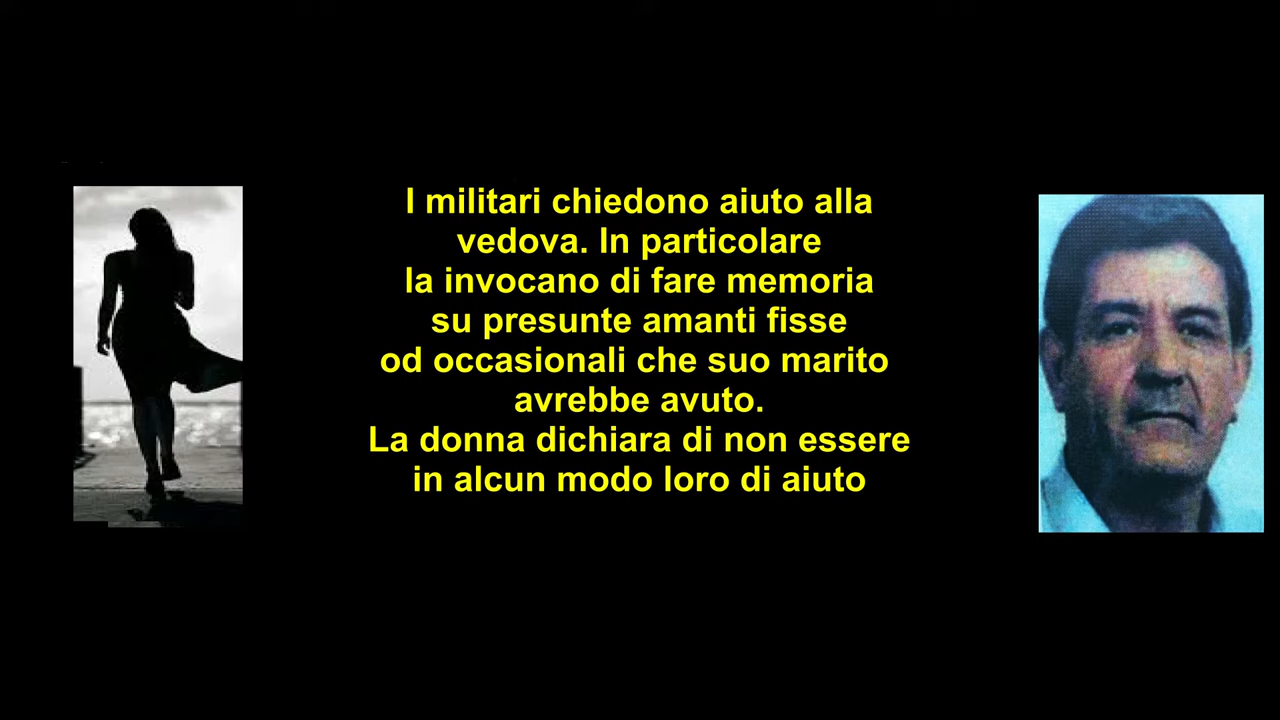 I militari chiedono aiuto alla
vedova. In particolare
la invocano di fare memoria
su presunte amanti fisse
od occasionali che suo marito
avrebbe avuto.
La donna dichiara di non essere
in alcun modo loro di aiuto